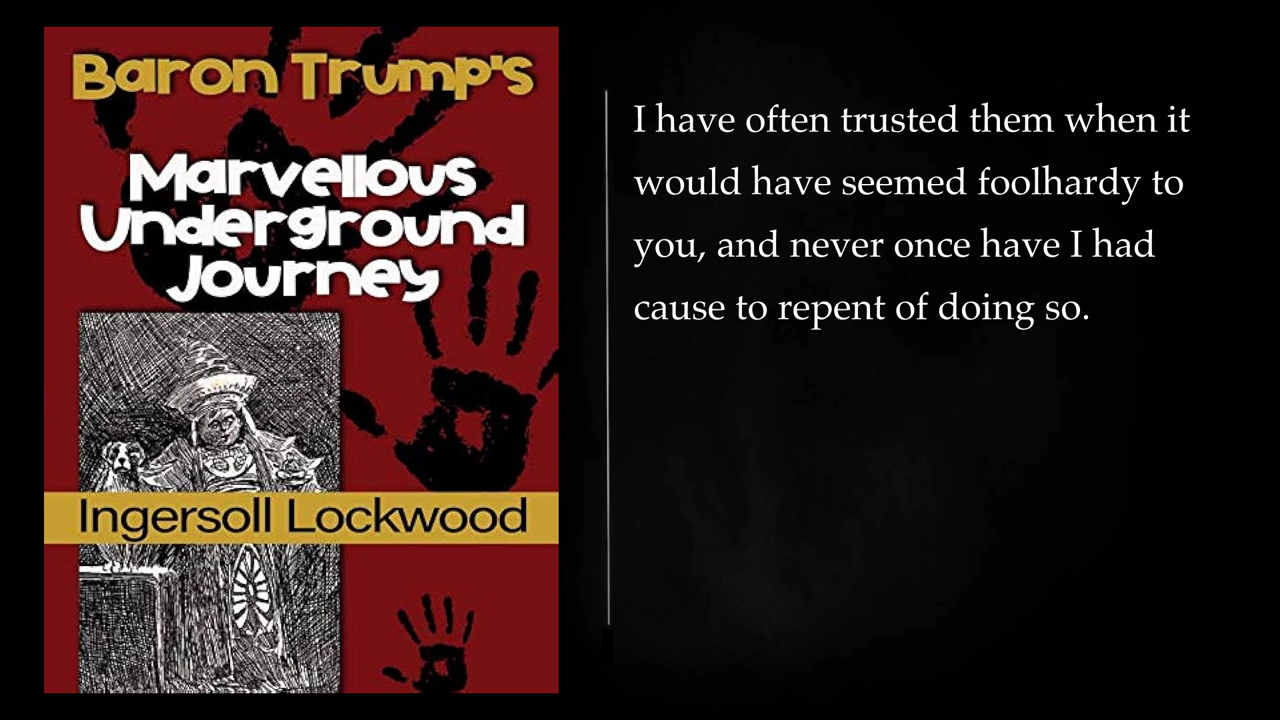 Baron Trump's
Marvellous
Underground
Journey
Ingersoll Lockwood
I have often trusted them when it
would have seemed foolhardy to
you, and never once have I had
cause to repent of doing so.